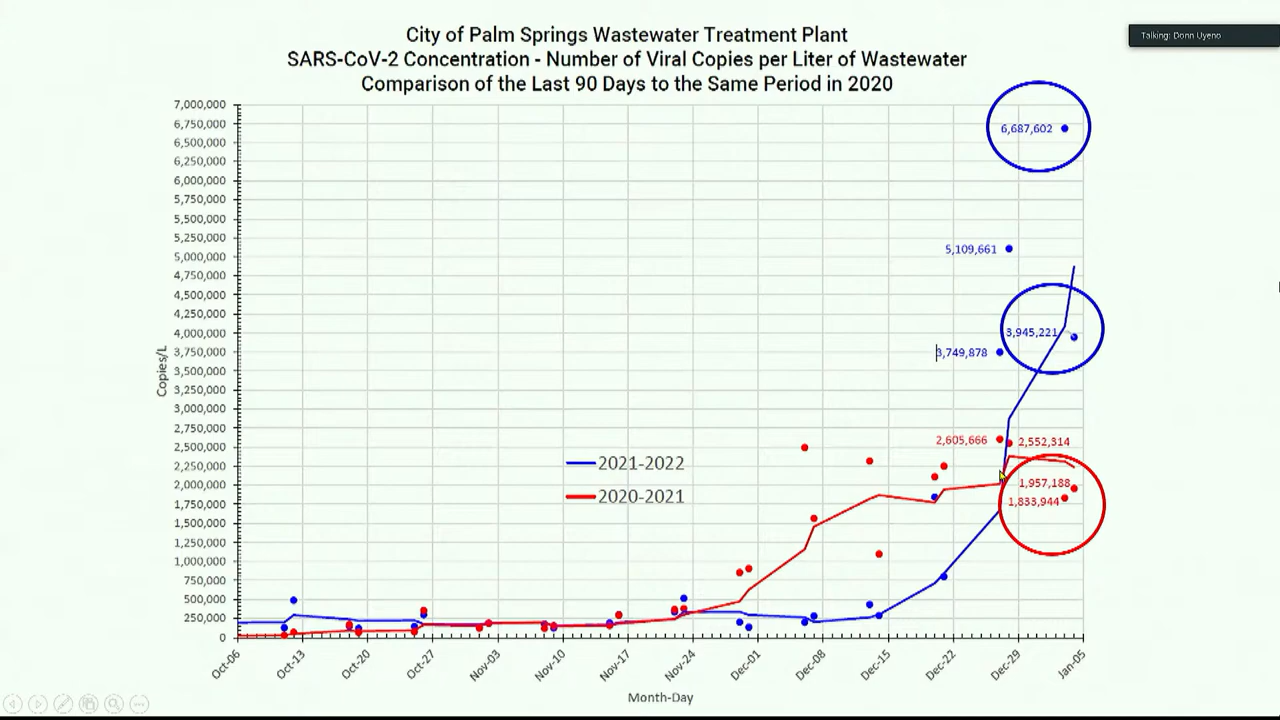 City of Palm Springs Wastewater Treatment Plant
SARS-CoV-2 Concentration - Number of Viral Copies per Liter of Wastewater
Comparison of the Last 90 Days to the Same Period in 2020
Talking: Donn Uyeno
7,000,000
6,750,000
6,500,000
6,250,000
6,000,000
5,750,000
5,500,000
5,250,000
5,000,000
4,750,000
4,500,000
4,250,000
4,000,000
3,750,000
3,500,000
3,250,000
3,000,000
2,750,000
2,500,000
2,250,000
2,000,000
1,750,000
1,500,000
1,250,000
1,000,000
750,000
500,000
250,000
0
Copies/L
6,687,602
5,109,661
3,945,221
3,749,878
2,605,666
2,552,314
1,957,188
1,833,944
2021-2022
2020-2021
Oct-06
Oct-13
Oct-20
Oct-27
Nov-03
Nov-10
Nov-17
Nov-24
Dec-01
Dec-08
Dec-15
Dec-22
Dec-29
Jan-05
Month-Day